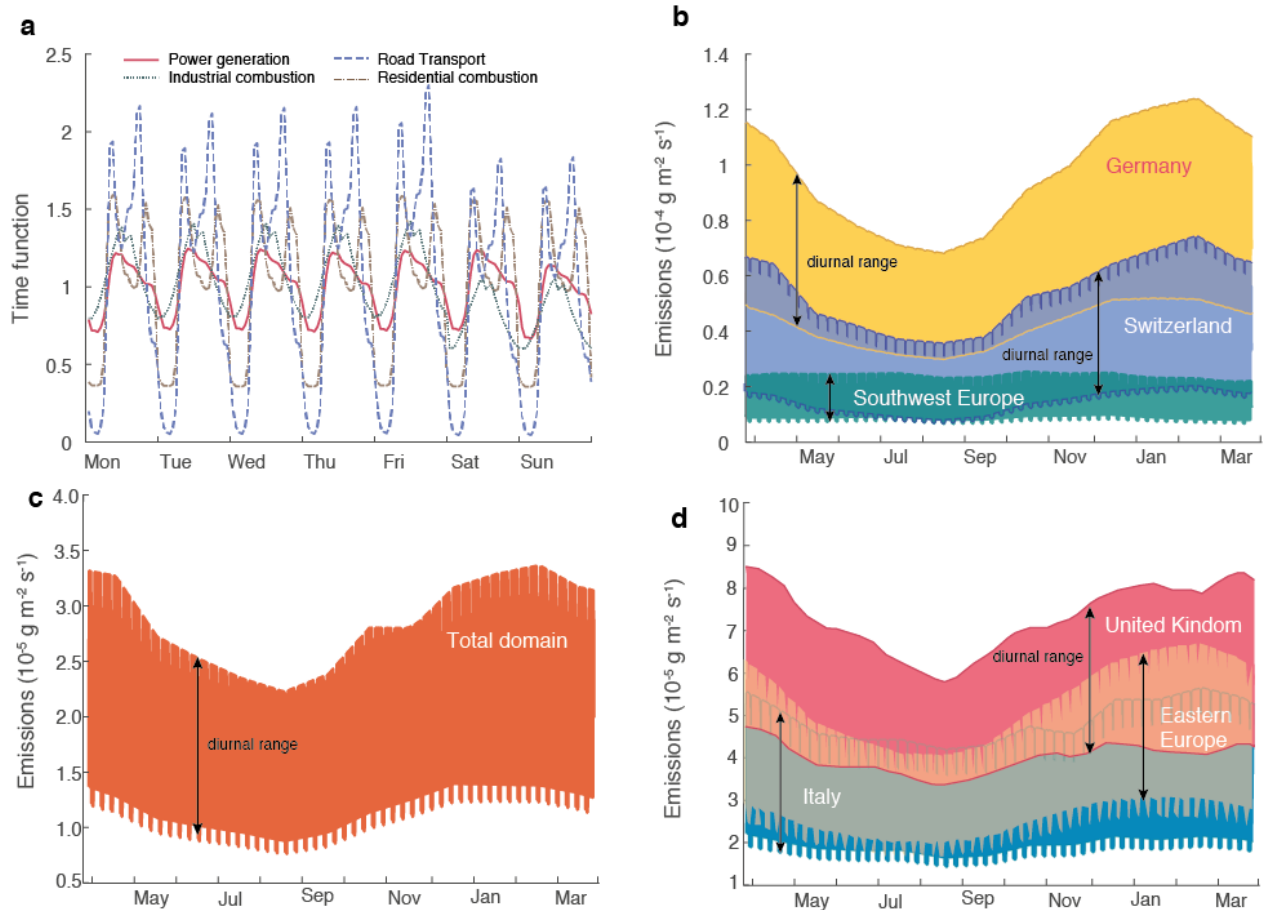 a
2.5
2
1.5
1
0.5
0
Time function
Power generation
Industrial combustion
Road Transport
Residential combustion
Mon Tue Wed Thu Fri Sat Sun
b
1.4
1.2
1
0.8
0.6
0.4
0.2
0
Emissions (10⁻⁴ g m⁻² s⁻¹)
Germany
diurnal range
Switzerland
diurnal range
Southwest Europe
May Jul Sep Nov Jan Mar
c
4.0
3.5
3.0
2.5
2.0
1.5
1.0
0.5
Emissions (10⁻⁵ g m⁻² s⁻¹)
Total domain
diurnal range
May Jul Sep Nov Jan Mar
d
10
9
8
7
6
5
4
3
2
1
Emissions (10⁻⁵ g m⁻² s⁻¹)
United Kindom
diurnal range
Eastern
Europe
Italy
May Jul Sep Nov Jan Mar